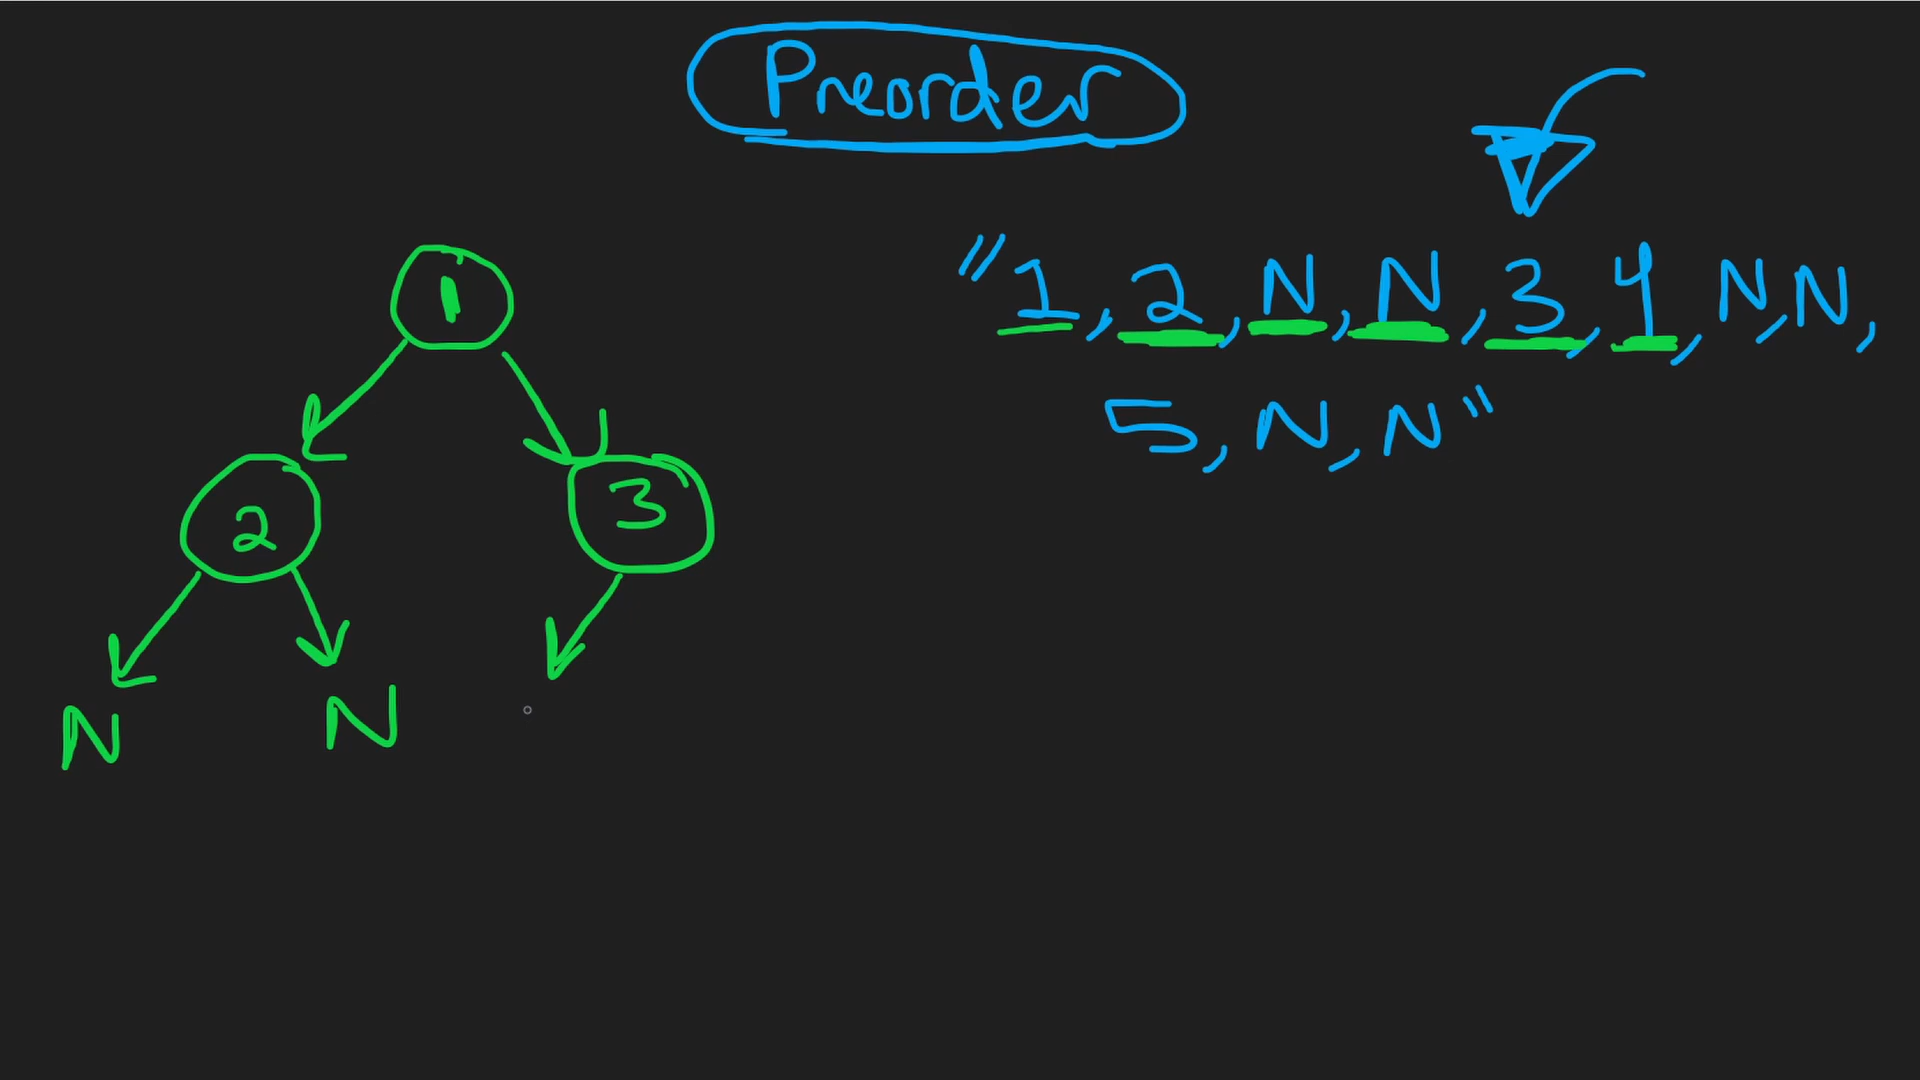 Preorder
"1, 2, N, N, 3, 4, N, N,
5, N, N"
1
2
3
N
N